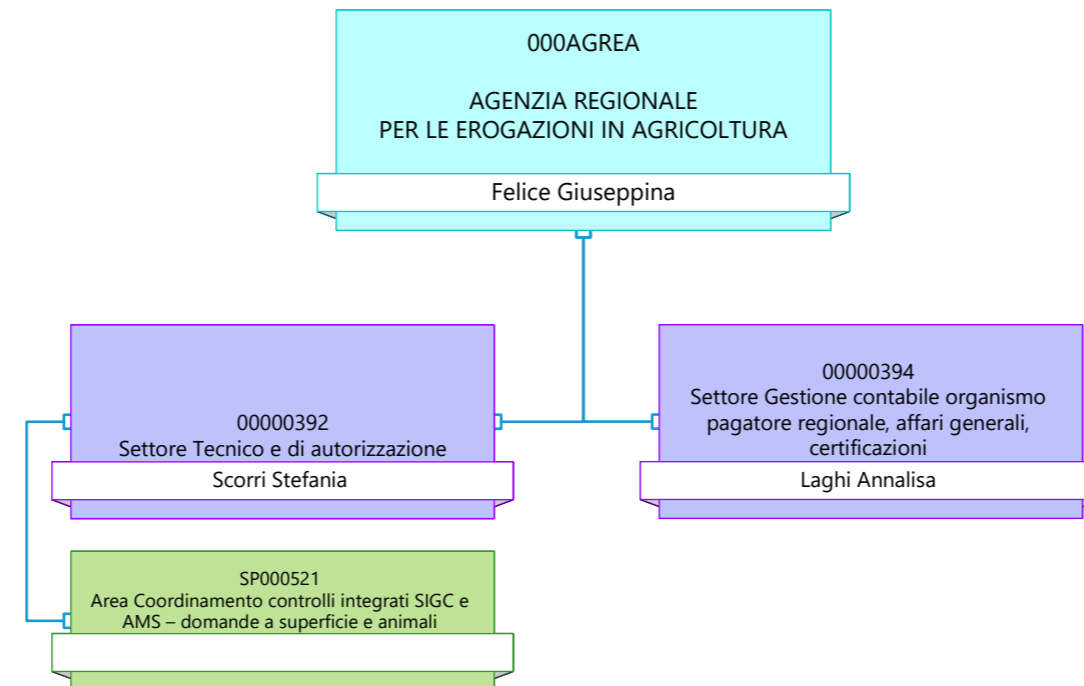 000AGREA
AGENZIA REGIONALE
PER LE EROGAZIONI IN AGRICOLTURA
Felice Giuseppina
00000392
Settore Tecnico e di autorizzazione
Scorri Stefania
00000394
Settore Gestione contabile organismo
pagatore regionale, affari generali,
certificazioni
Laghi Annalisa
SP000521
Area Coordinamento controlli integrati SIGC e
AMS – domande a superficie e animali